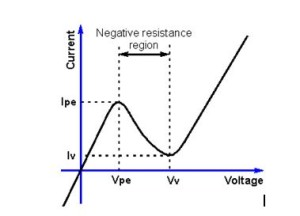 Negative resistance
region
Current
Ipe
Iv
Vpe
Vv
Voltage
I